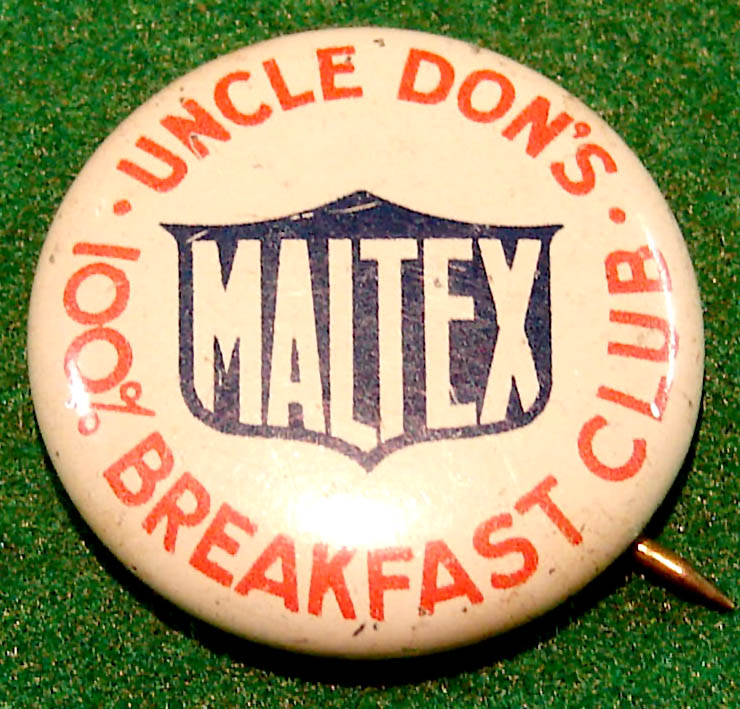 • UNCLE DON'S •
MALTEX
100% BREAKFAST CLUB